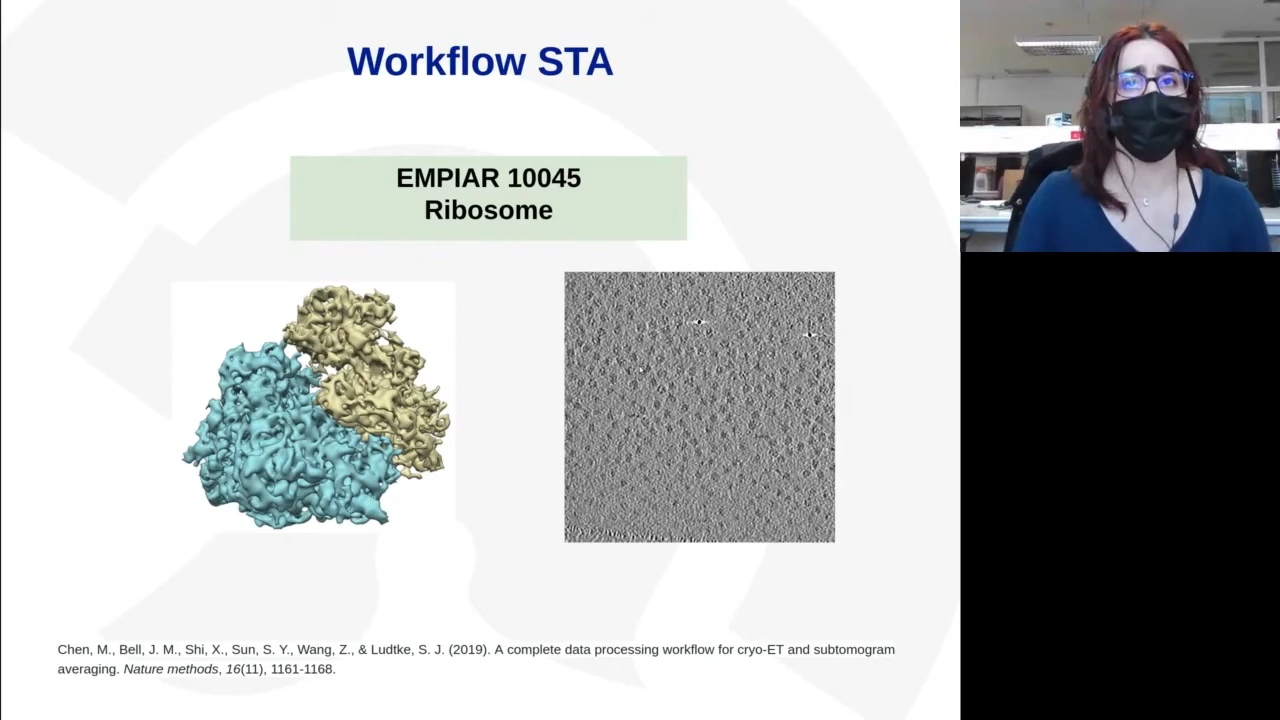 Workflow STA
EMPIAR 10045
Ribosome
Chen, M., Bell, J. M., Shi, X., Sun, S. Y., Wang, Z., & Ludtke, S. J. (2019). A complete data processing workflow for cryo-ET and subtomogram
averaging. Nature methods, 16(11), 1161-1168.